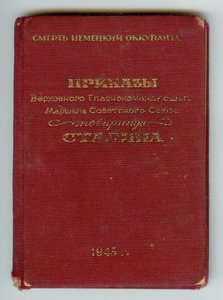 СМЕРТЬ НЕМЕЦКИМ ОККУПАНТАМ
ПРИКАЗЫ
Верховного Главнокомандующего
Маршала Советского Союза
товарища
СТАЛИНА
1945 г.